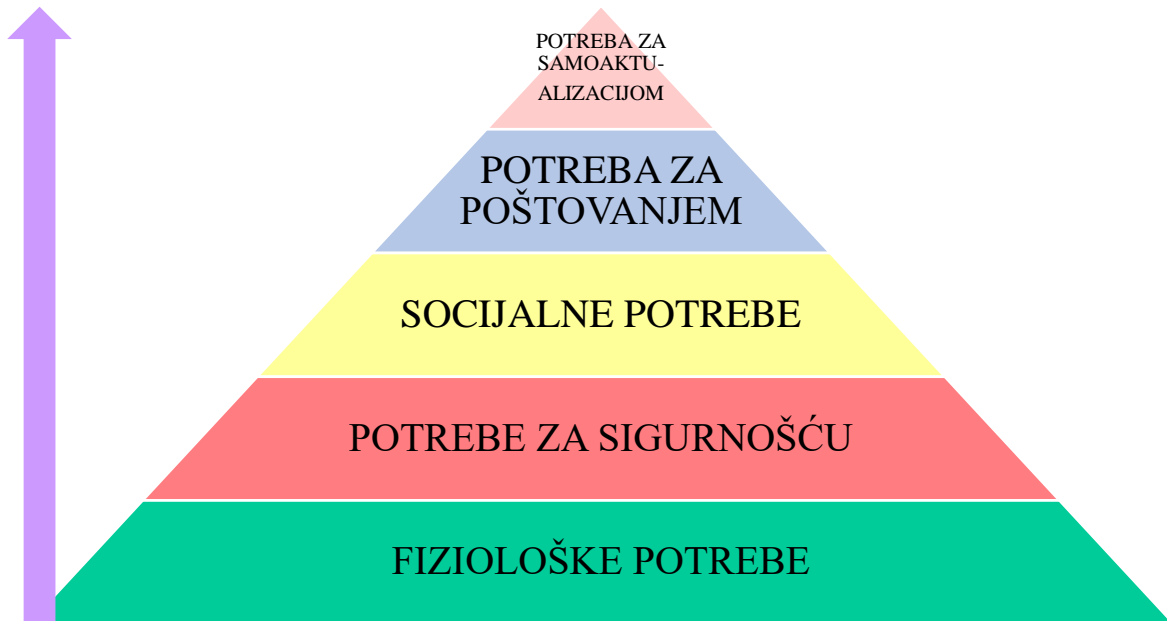 POTREBA ZA
SAMOAKTU-
ALIZACIJOM
POTREBA ZA
POŠTOVANJEM
SOCIJALNE POTREBE
POTREBE ZA SIGURNOŠĆU
FIZIOLOŠKE POTREBE